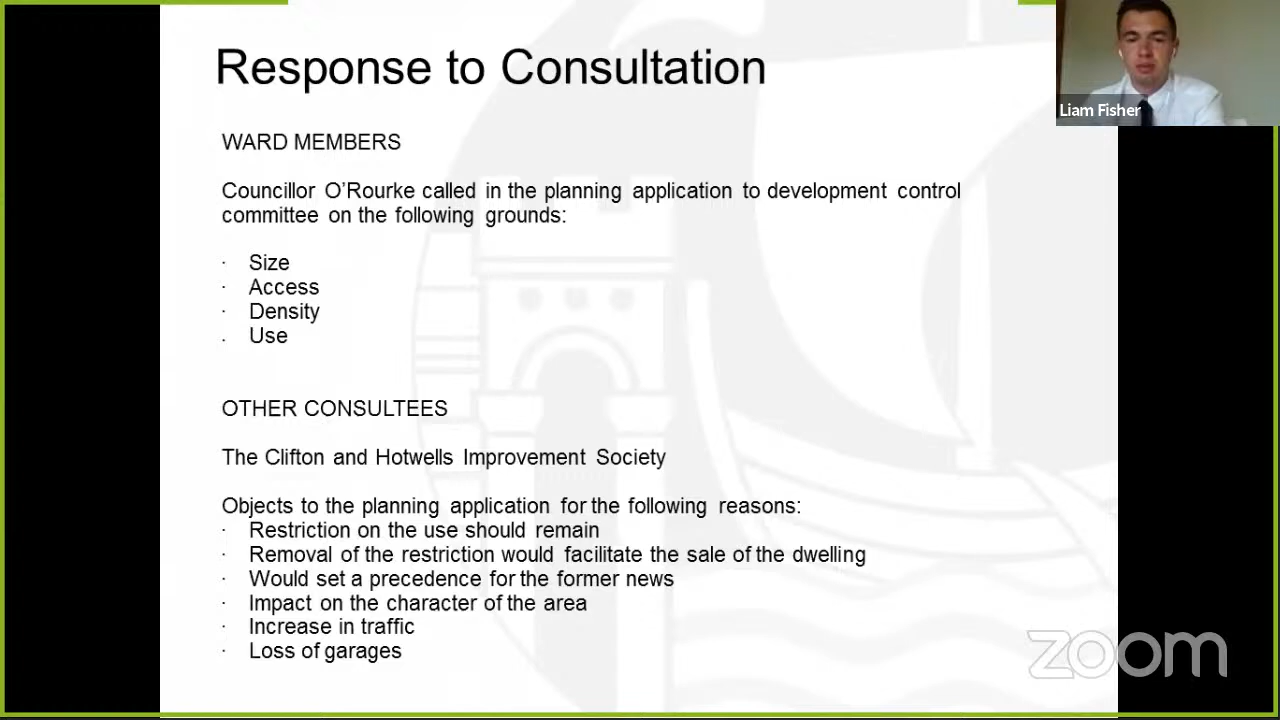 Response to Consultation
Liam Fisher
WARD MEMBERS
Councillor O'Rourke called in the planning application to development control
committee on the following grounds:
· Size
· Access
· Density
· Use
OTHER CONSULTEES
The Clifton and Hotwells Improvement Society
Objects to the planning application for the following reasons:
· Restriction on the use should remain
· Removal of the restriction would facilitate the sale of the dwelling
· Would set a precedence for the former news
· Impact on the character of the area
· Increase in traffic
· Loss of garages
zoom